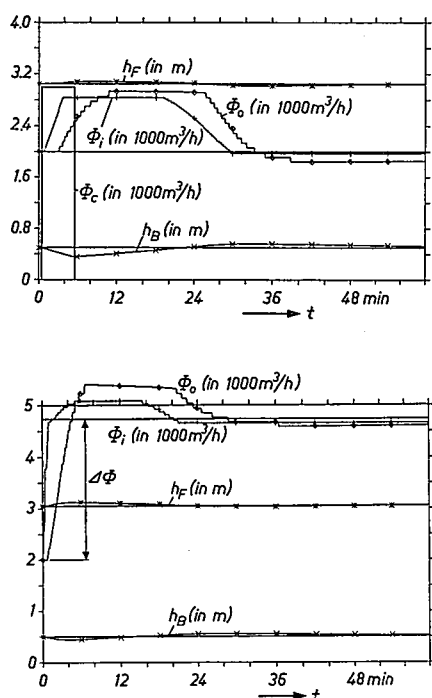 4.0
h_F (in m)
3.2
Φ_o (in 1000m³/h)
Φ_i (in 1000m³/h)
2.4
Φ_c (in 1000m³/h)
1.6
h_B (in m)
0.8
0
0 12 24 36 48 min
t
Φ_o (in 1000m³/h)
5
Φ_i (in 1000m³/h)
4
ΔΦ
h_F (in m)
3
2
h_B (in m)
1
0
0 12 24 36 48 min
t